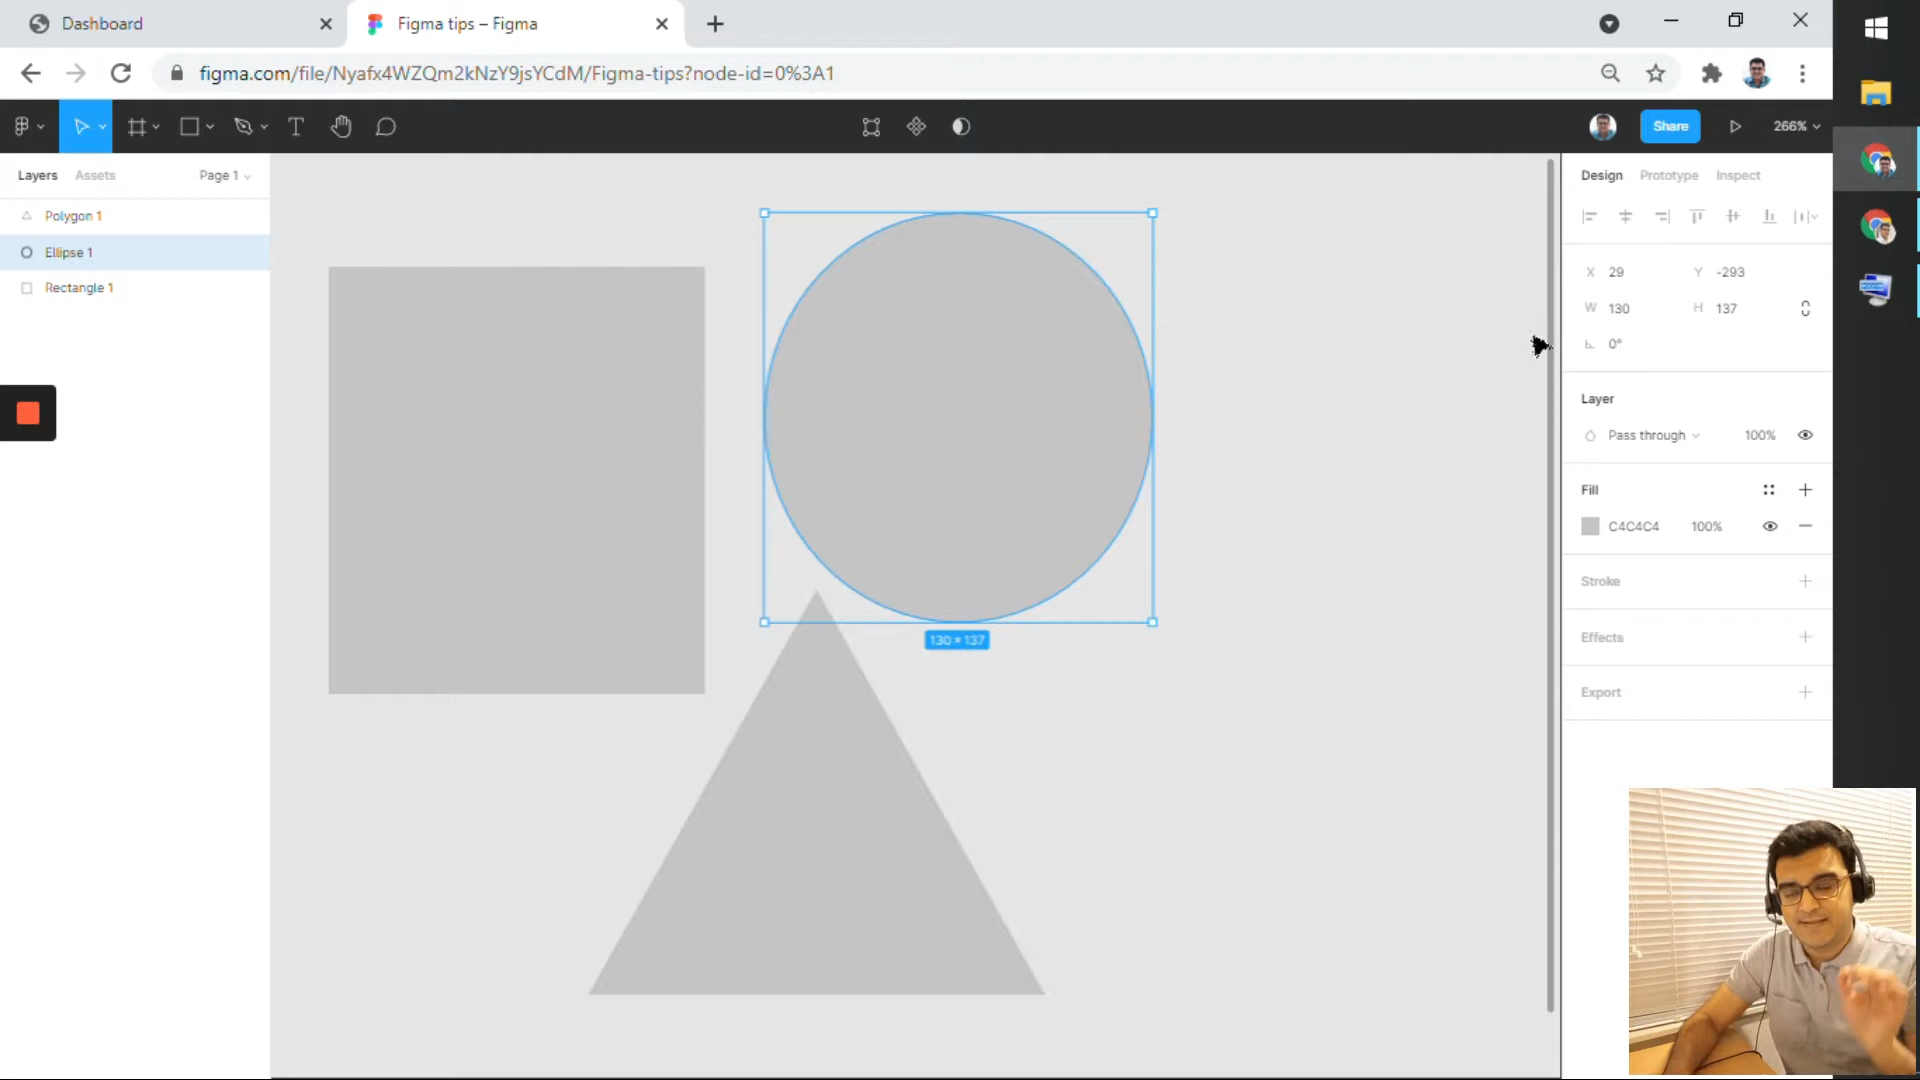 Dashboard
Figma tips – Figma
figma.com/file/Nyafx4WZQm2kNzY9jsYCdM/Figma-tips?node-id=0%3A1
Share
266%
Layers Assets Page 1
Polygon 1
Ellipse 1
Rectangle 1
130 × 137
Design Prototype Inspect
X 29 Y -293
W 130 H 137
0°
Layer
Pass through 100%
Fill
C4C4C4 100%
Stroke
Effects
Export